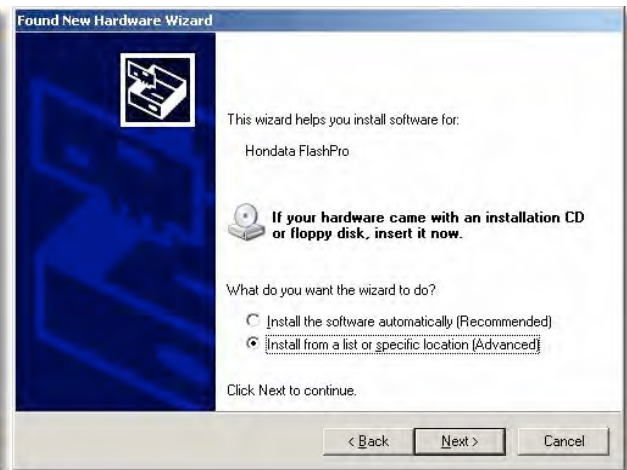 Found New Hardware Wizard
This wizard helps you install software for:
Hondata FlashPro
If your hardware came with an installation CD
or floppy disk, insert it now.
What do you want the wizard to do?
Install the software automatically (Recommended)
Install from a list or specific location (Advanced)
Click Next to continue.
< Back Next > Cancel